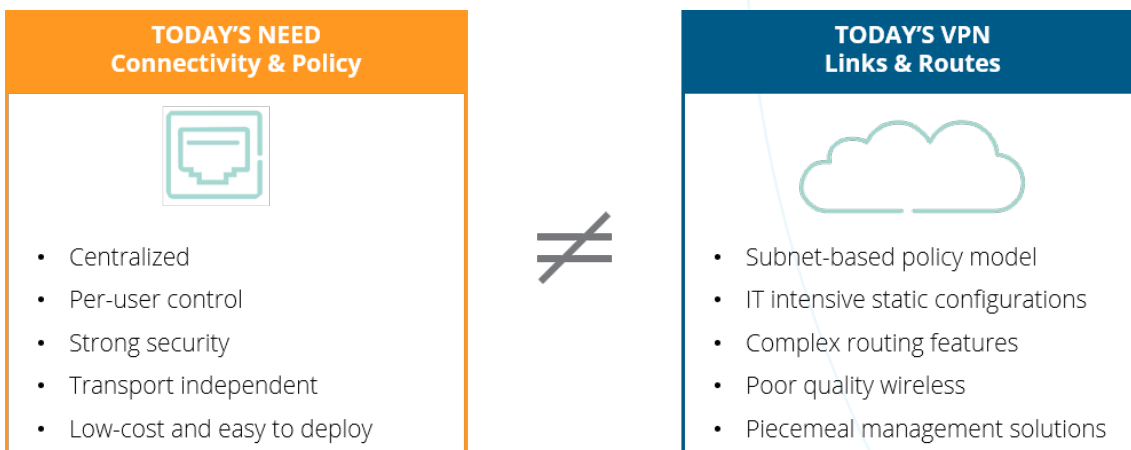 TODAY'S NEED
Connectivity & Policy
• Centralized
• Per-user control
• Strong security
• Transport independent
• Low-cost and easy to deploy
≠
TODAY'S VPN
Links & Routes
• Subnet-based policy model
• IT intensive static configurations
• Complex routing features
• Poor quality wireless
• Piecemeal management solutions